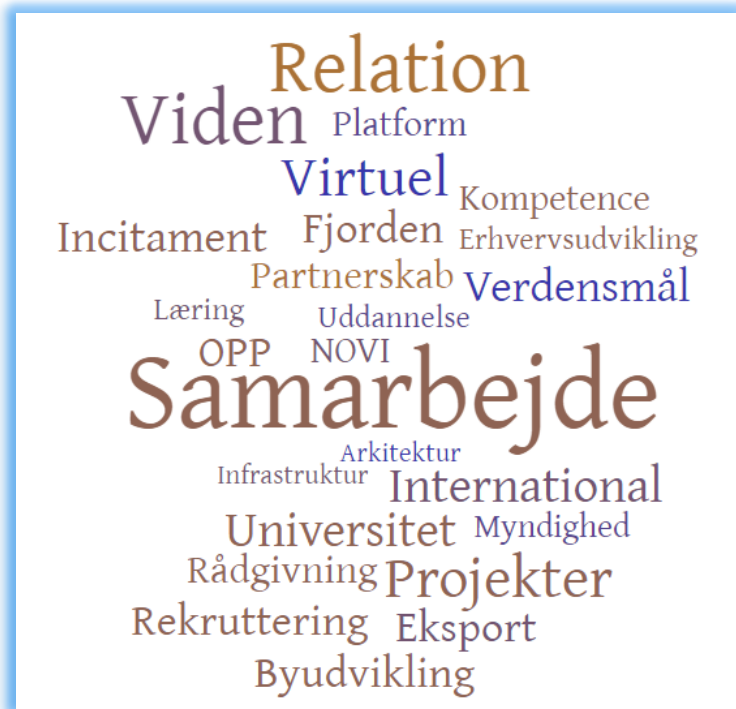 Relation
Viden Platform
Virtuel Kompetence
Incitament Fjorden Erhvervsudvikling
Partnerskab Verdensmål
Læring Uddannelse
OPP NOVI
Samarbejde
Arkitektur
Infrastruktur International
Universitet Myndighed
Rådgivning Projekter
Rekruttering Eksport
Byudvikling